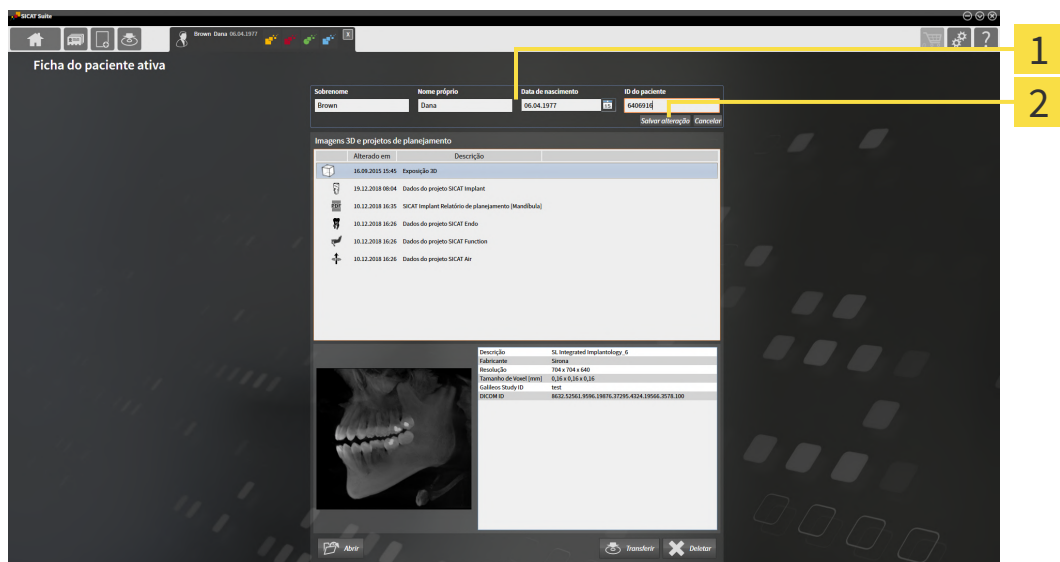 SICAT Suite
Brown Dana 06.04.1977
X
?
Ficha do paciente ativa
1
2
Sobrenome Nome próprio Data de nascimento ID do paciente
Brown Dana 06.04.1977 15 6406916
Salvar alteração Cancelar
Imagens 3D e projetos de planejamento
Alterado em Descrição
16.09.2015 15:45 Exposição 3D
19.12.2018 08:04 Dados do projeto SICAT Implant
PDF 10.12.2018 16:35 SICAT Implant Relatório de planejamento [Mandíbula]
10.12.2018 16:26 Dados do projeto SICAT Endo
10.12.2018 16:26 Dados do projeto SICAT Function
10.12.2018 16:26 Dados do projeto SICAT Air
Descrição SL Integrated Implantology_6
Fabricante Sirona
Resolução 704 x 704 x 640
Tamanho de Voxel [mm] 0,16 x 0,16 x 0,16
Galileos Study ID test
DICOM ID 8632.52561.9596.19876.37295.4324.19566.3578.100
Abrir Transferir Deletar